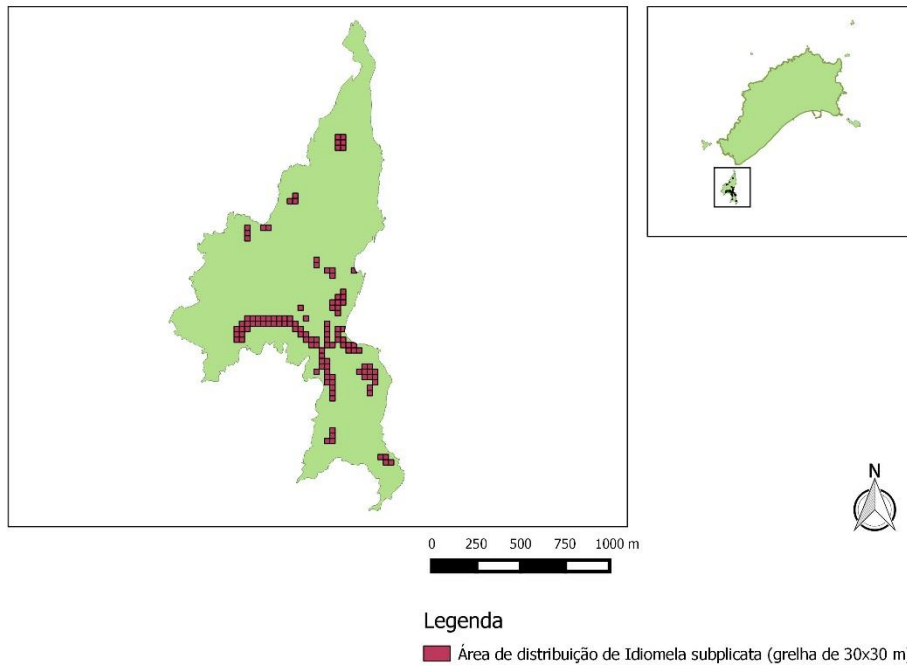 N
0 250 500 750 1000 m
Legenda
Área de distribuição de Idiomela subplicata (grelha de 30x30 m)